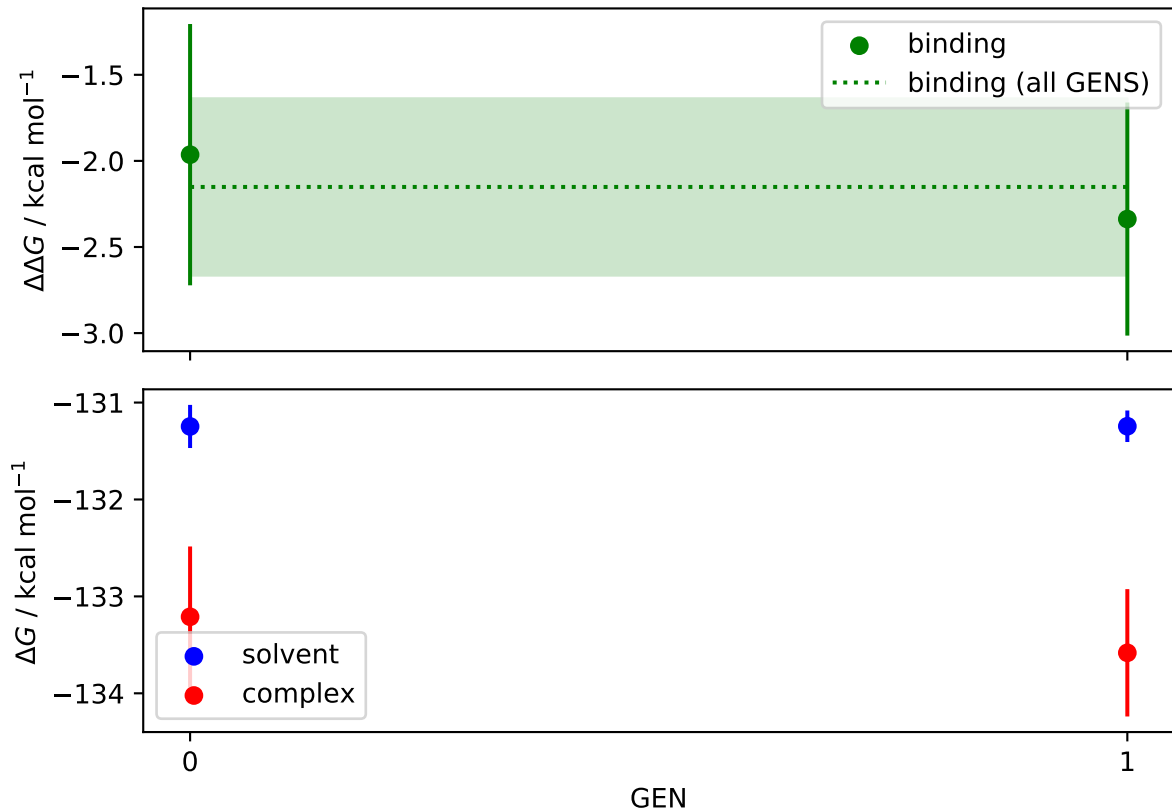 binding
binding (all GENS)
ΔΔG / kcal mol⁻¹
−1.5
−2.0
−2.5
−3.0
ΔG / kcal mol⁻¹
−131
−132
−133
−134
solvent
complex
0
1
GEN